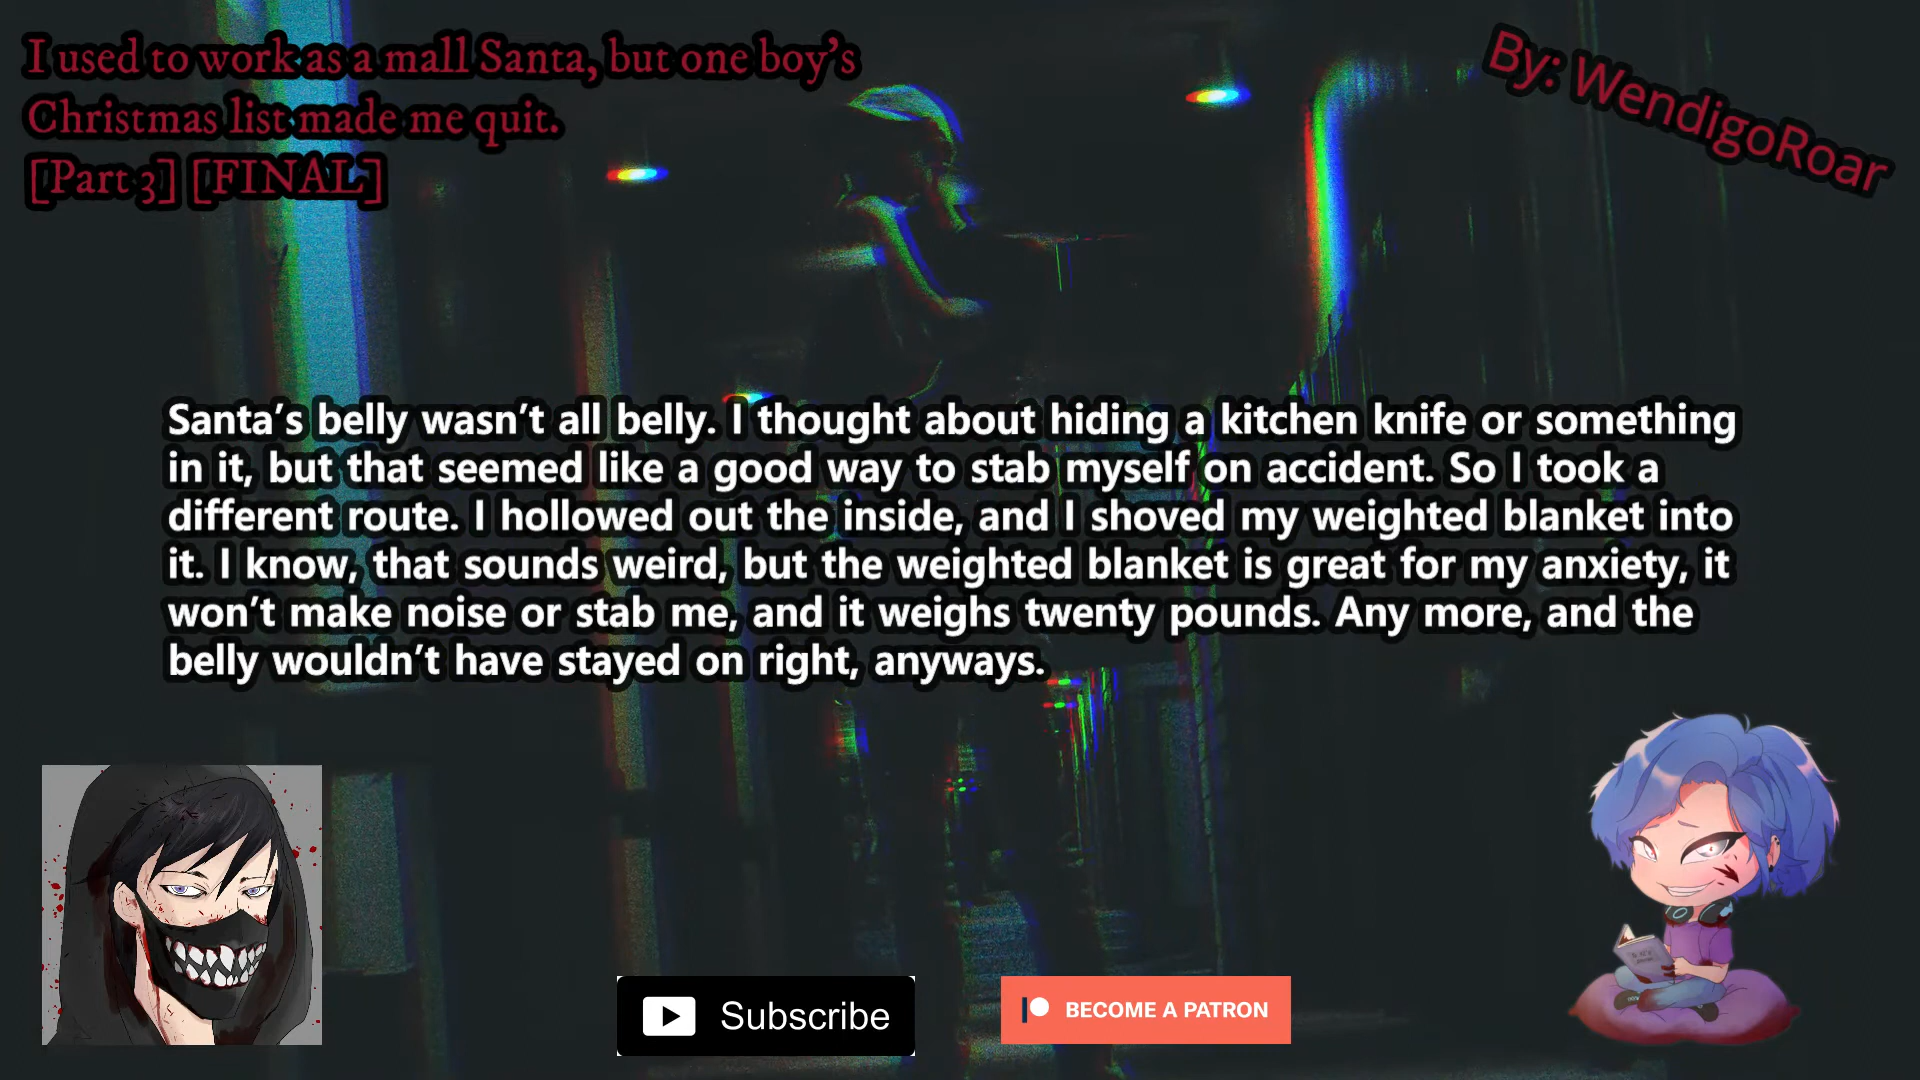 I used to work as a mall Santa, but one boy's
Christmas list made me quit.
[Part 3] [FINAL]
By: WendigoRoar
Santa's belly wasn't all belly. I thought about hiding a kitchen knife or something
in it, but that seemed like a good way to stab myself on accident. So I took a
different route. I hollowed out the inside, and I shoved my weighted blanket into
it. I know, that sounds weird, but the weighted blanket is great for my anxiety, it
won't make noise or stab me, and it weighs twenty pounds. Any more, and the
belly wouldn't have stayed on right, anyways.
Subscribe
BECOME A PATRON